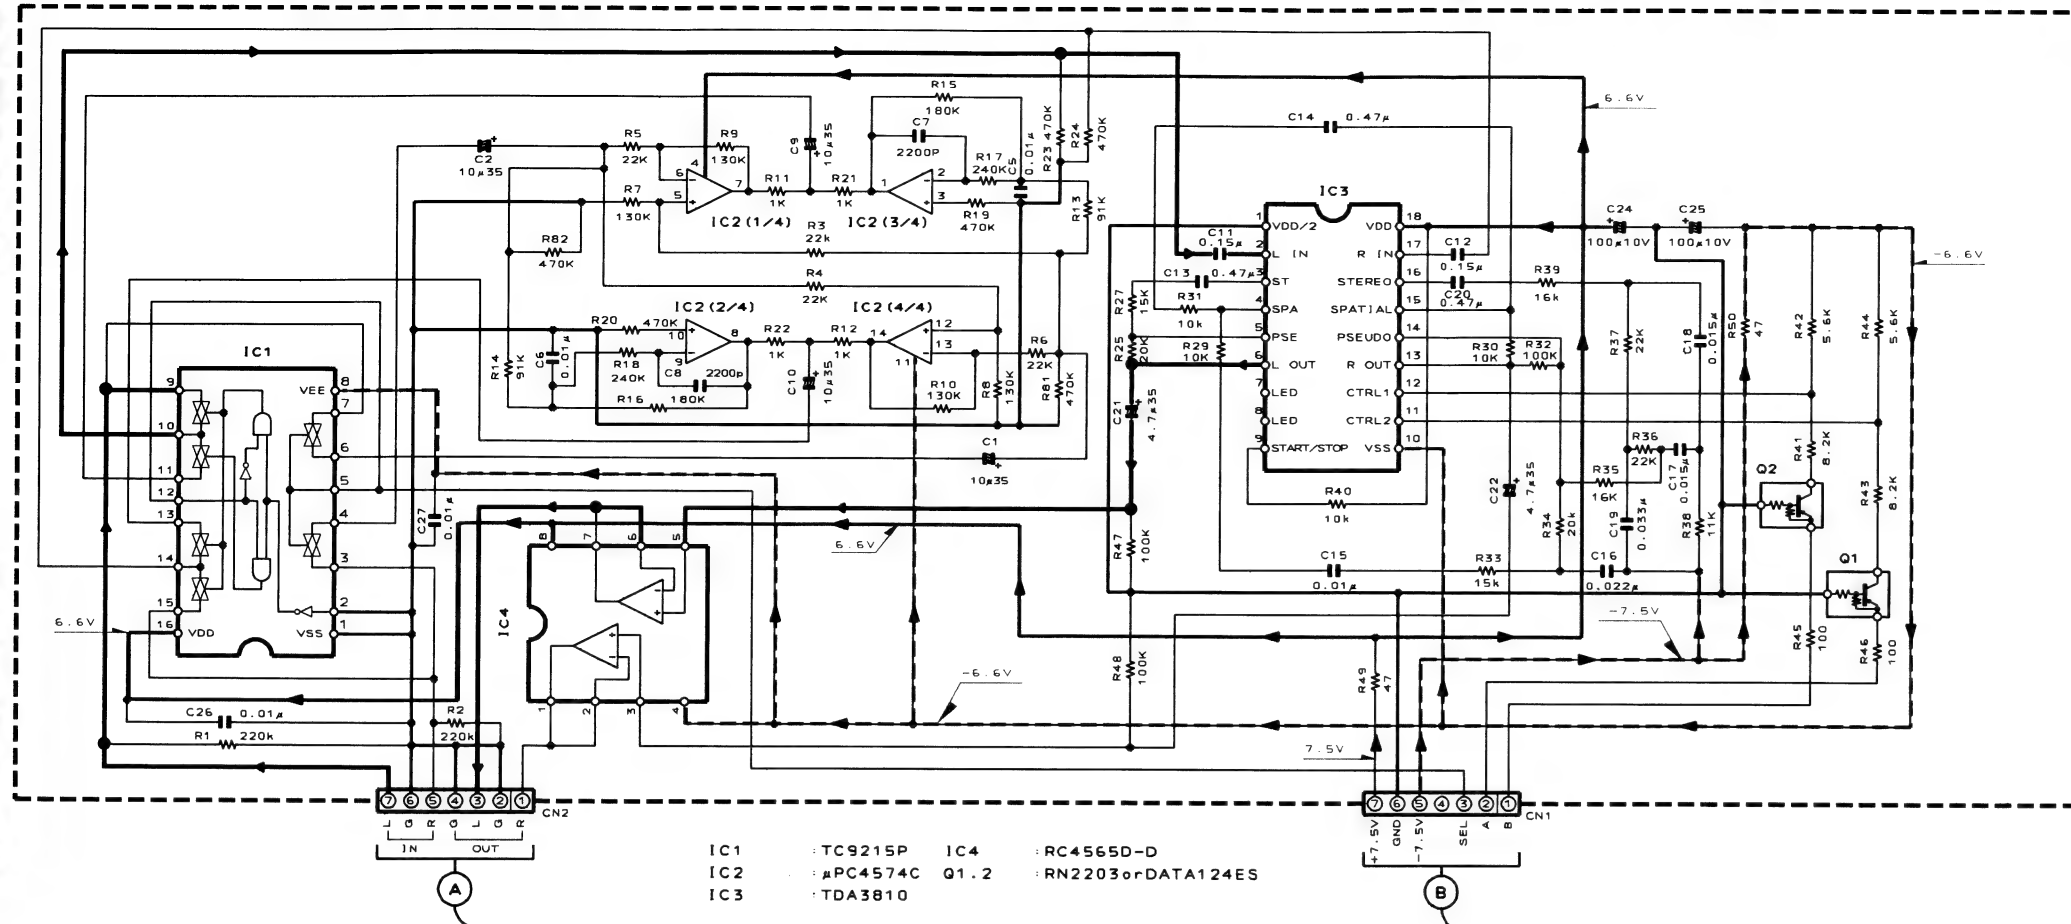 R15
180K
C7
2200P
R17
240K
C5
0.01µ
R23 470K
R24
470K
C14 0.47µ
6.6V
C2
10µ35
R5
22K
R9
130K
C9
10µ35
R7
130K
6
5
4
7
R11
1K
R21
1K
1
2
3
IC2(1/4)
IC2(3/4)
R19
470K
R13
91K
R3
22k
R82
470K
R4
22K
IC2(2/4)
IC2(4/4)
R20
470K
10
9
8
R22
1K
R12
1K
14
12
13
11
R14
91K
C6
0.01µ
R18
240K
C8
2200p
R16
180K
C10
10µ35
R10
130K
R8
130K
R6
22K
R81
470K
C1
10µ35
IC3
1
2
3
4
5
6
7
8
9
VDD/2
L IN
ST
SPA
PSE
L OUT
LED
LED
START/STOP
VDD
R IN
STEREO
SPATIAL
PSEUDO
R OUT
CTRL1
CTRL2
VSS
18
17
16
15
14
13
12
11
10
C11
0.15µ
C13 0.47µ
R27
15K
R31
10k
R25
20K
R29
10K
C21
4.7µ35
C12
0.15µ
C20
0.47µ
R39
16k
C24
100µ10V
C25
100µ10V
-6.6V
R30
10K
R32
100K
R37
22K
C18
0.015µ
R50
47
R42
5.6K
R44
5.6K
R36
22K
C17
0.015µ
R35
16K
R41
8.2K
R43
8.2K
Q2
Q1
C22
4.7µ35
R40
10k
R34
20k
C19
0.033µ
R38
11K
C15
0.01µ
R33
15k
C16
0.022µ
R47
100K
R48
100K
R45
100
R46
100
-7.5V
R49
47
7.5V
IC1
9
10
11
12
13
14
15
16
VEE
VDD
VSS
8
7
6
5
4
3
2
1
C27
0.01µ
6.6V
C26 0.01µ
R1 220k
R2
220k
IC4
8
7
6
5
1
2
3
4
6.6V
-6.6V
7 6 5 4 3 2 1
CN2
L G R G L G R
IN OUT
A
7 6 5 4 3 2 1
CN1
+7.5V
GND
-7.5V
SEL
A
B
B
IC1 :TC9215P IC4 :RC4565D-D
IC2 :µPC4574C Q1.2 :RN2203orDATA124ES
IC3 :TDA3810